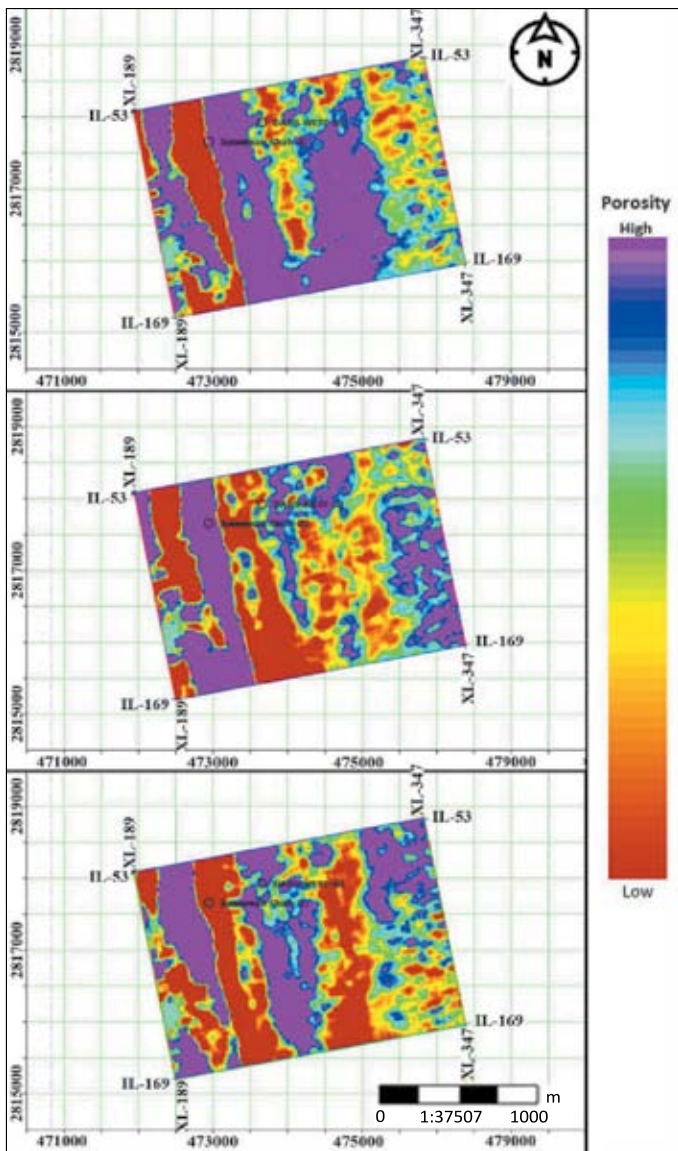 2819000
XL-189
XL-347
IL-53
IL-53
N
2817000
2815000
IL-169
IL-169
XL-189
XL-347
471000 473000 475000 479000
2819000
XL-189
XL-347
IL-53
IL-53
2817000
2815000
IL-169
IL-169
XL-189
XL-347
471000 473000 475000 479000
2819000
XL-189
XL-347
IL-53
IL-53
2817000
2815000
IL-169
IL-169
XL-189
XL-347
m
0 1:37507 1000
471000 473000 475000 479000
Porosity
High
Low